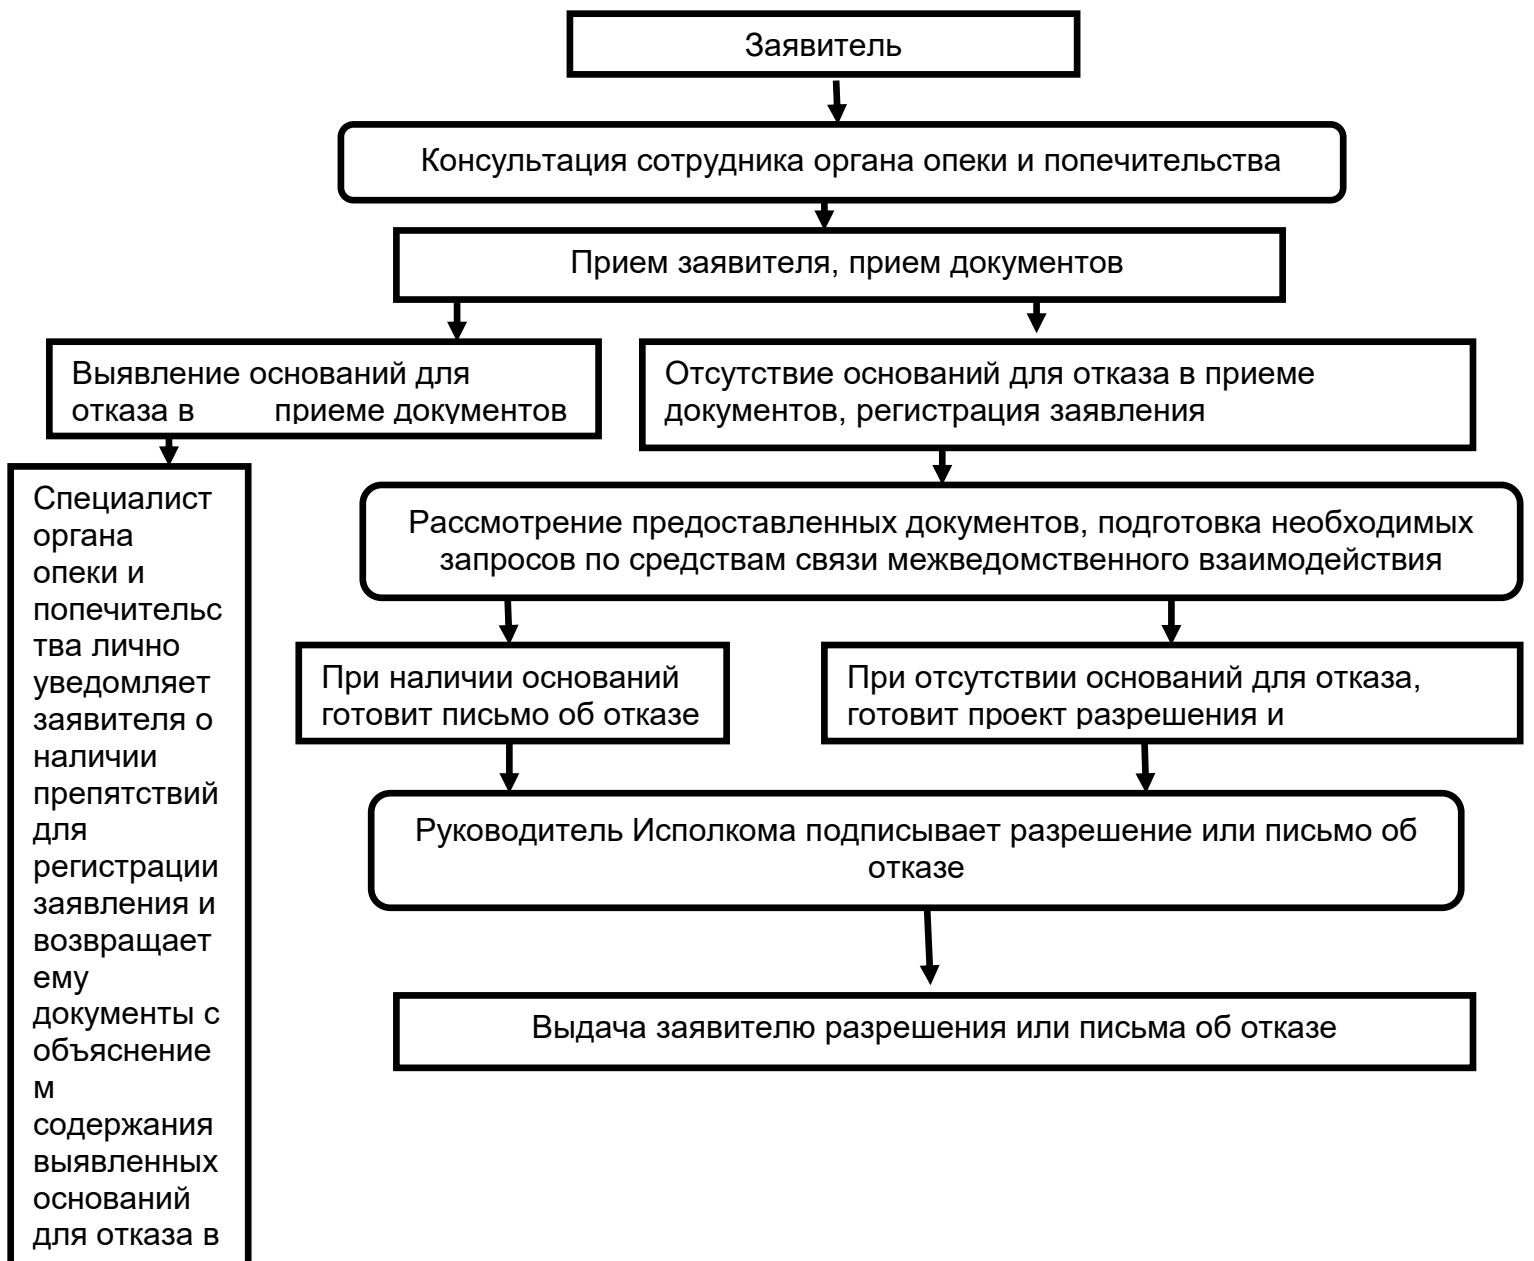 Заявитель
Консультация сотрудника органа опеки и попечительства
Прием заявителя, прием документов
Выявление оснований для
отказа в приеме документов
Отсутствие оснований для отказа в приеме
документов, регистрация заявления
Специалист
органа
опеки и
попечительс
тва лично
уведомляет
заявителя о
наличии
препятствий
для
регистрации
заявления и
возвращает
ему
документы с
объяснение
м
содержания
выявленных
оснований
для отказа в
Рассмотрение предоставленных документов, подготовка необходимых
запросов по средствам связи межведомственного взаимодействия
При наличии оснований
готовит письмо об отказе
При отсутствии оснований для отказа,
готовит проект разрешения и
Руководитель Исполкома подписывает разрешение или письмо об
отказе
Выдача заявителю разрешения или письма об отказе